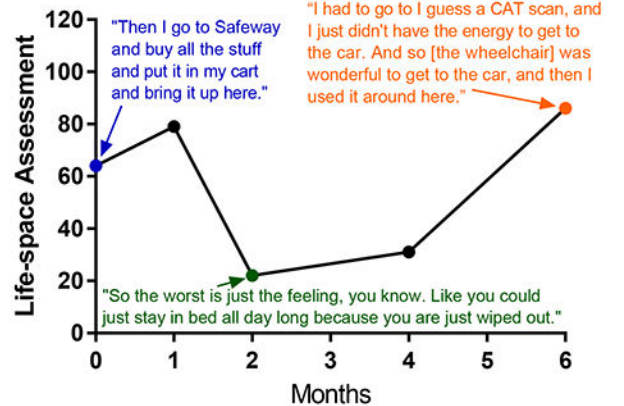 120
100
80
60
40
20
0
Life-space Assessment
"Then I go to Safeway
and buy all the stuff
and put it in my cart
and bring it up here."
“I had to go to I guess a CAT scan, and
I just didn't have the energy to get to
the car. And so [the wheelchair] was
wonderful to get to the car, and then I
used it around here.”
"So the worst is just the feeling, you know. Like you could
just stay in bed all day long because you are just wiped out."
0 1 2 3 4 5 6
Months